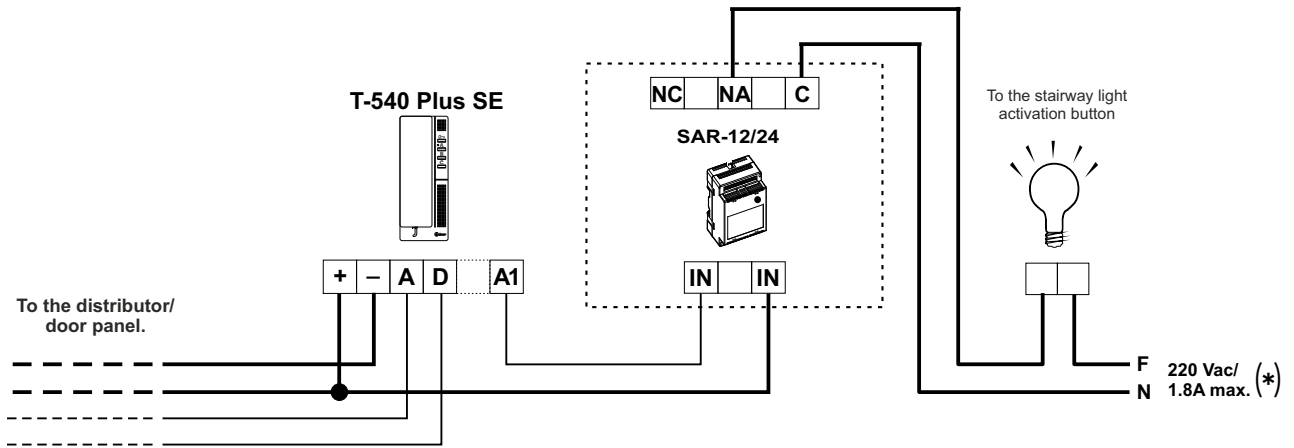 NC NA C
T-540 Plus SE
SAR-12/24
To the stairway light
activation button
+ – A D A1
IN IN
To the distributor/
door panel.
F
220 Vac/
1.8A max. (*)
N